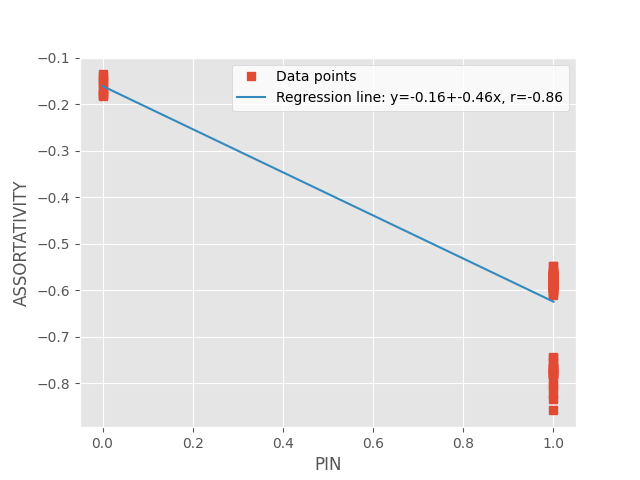 −0.1
−0.2
−0.3
−0.4
−0.5
−0.6
−0.7
−0.8
ASSORTATIVITY
Data points
Regression line: y=-0.16+-0.46x, r=-0.86
0.0 0.2 0.4 0.6 0.8 1.0
PIN